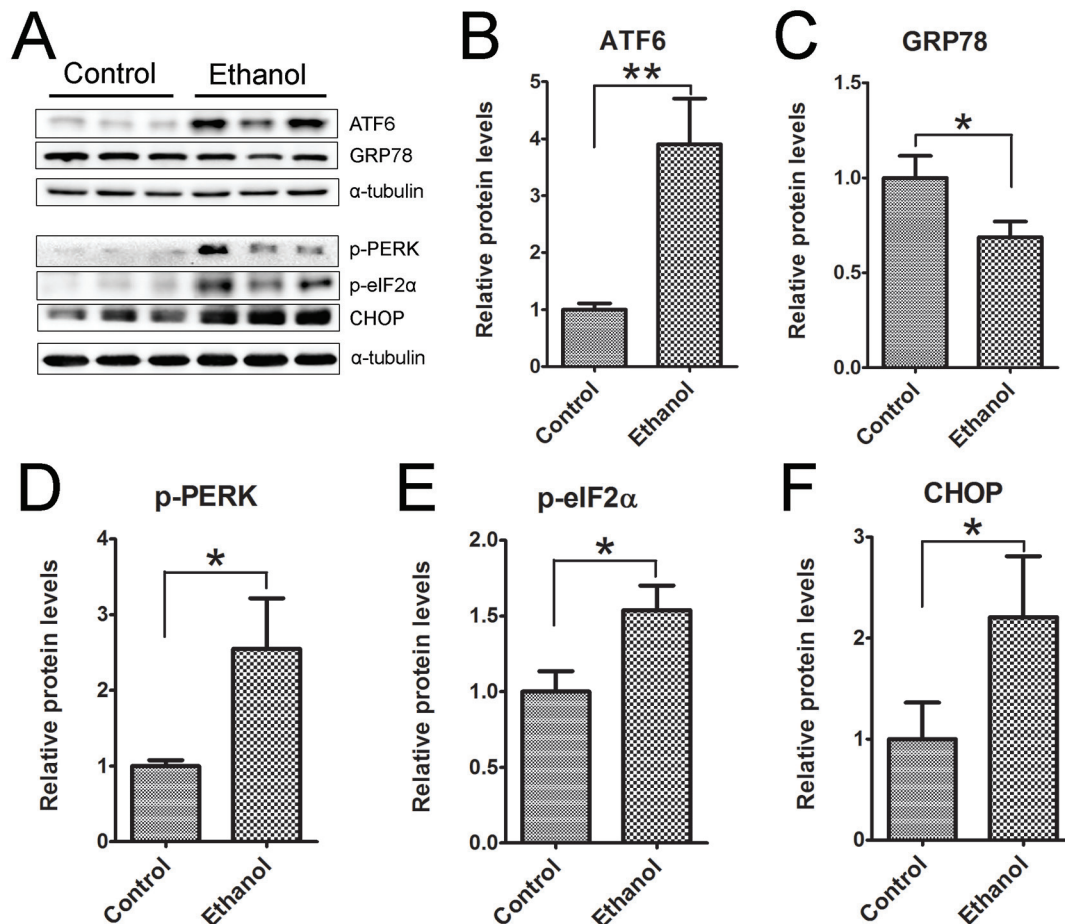 A
Control Ethanol
ATF6
GRP78
α-tubulin
p-PERK
p-eIF2α
CHOP
α-tubulin
B
ATF6
Relative protein levels
5
4
3
2
1
0
**
Control
Ethanol
C
GRP78
Relative protein levels
1.5
1.0
0.5
0.0
*
Control
Ethanol
D
p-PERK
Relative protein levels
4
3
2
1
0
*
Control
Ethanol
E
p-eIF2α
Relative protein levels
2.0
1.5
1.0
0.5
0.0
*
Control
Ethanol
F
CHOP
Relative protein levels
3
2
1
0
*
Control
Ethanol